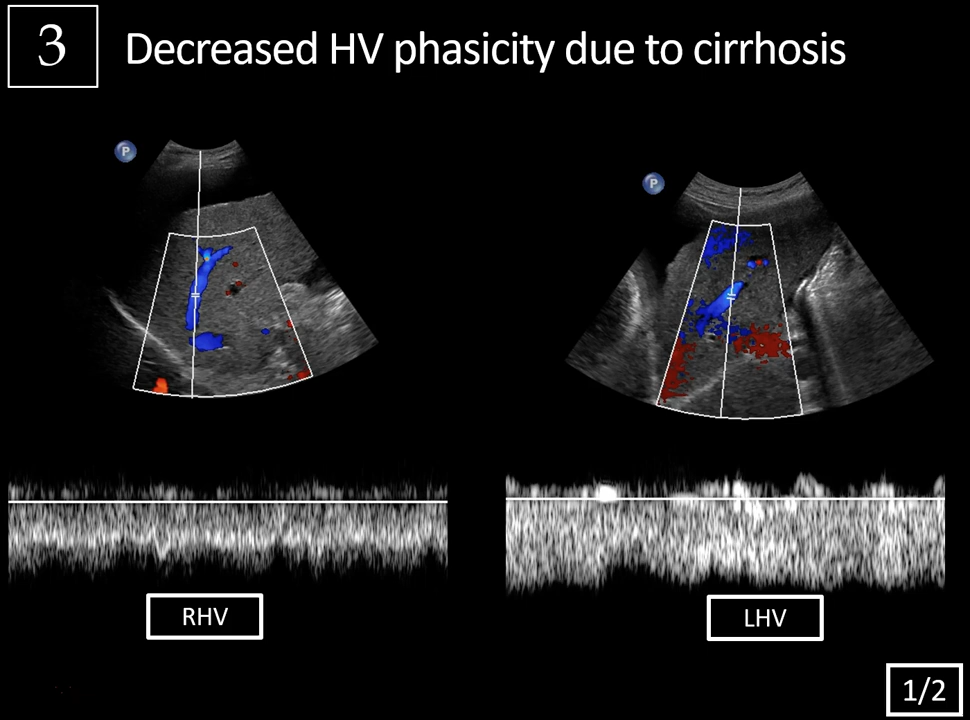 3
Decreased HV phasicity due to cirrhosis
P
P
RHV
LHV
1/2